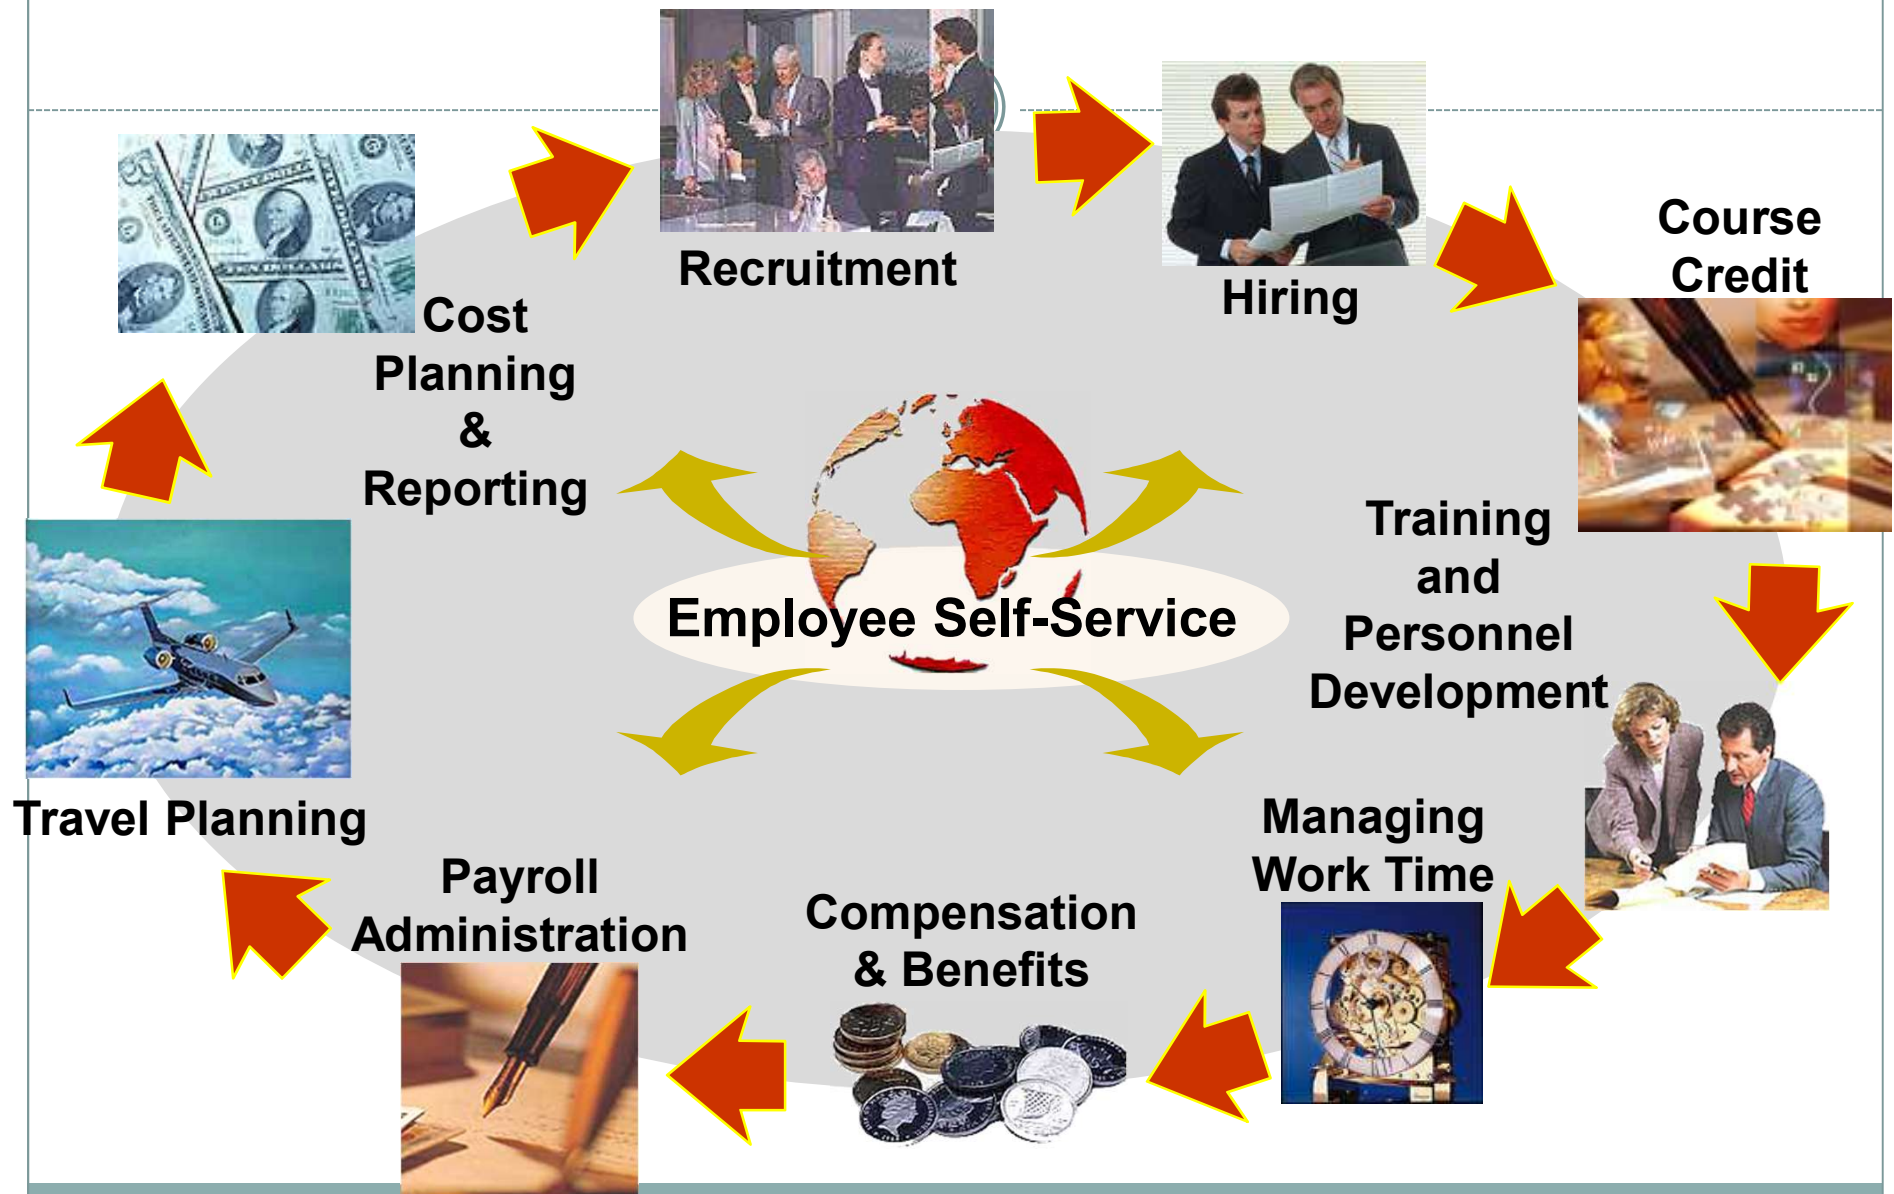 Recruitment
Hiring
Course
Credit
Cost
Planning
&
Reporting
Training
and
Personnel
Development
Employee Self-Service
Travel Planning
Managing
Work Time
Payroll
Administration
Compensation
& Benefits